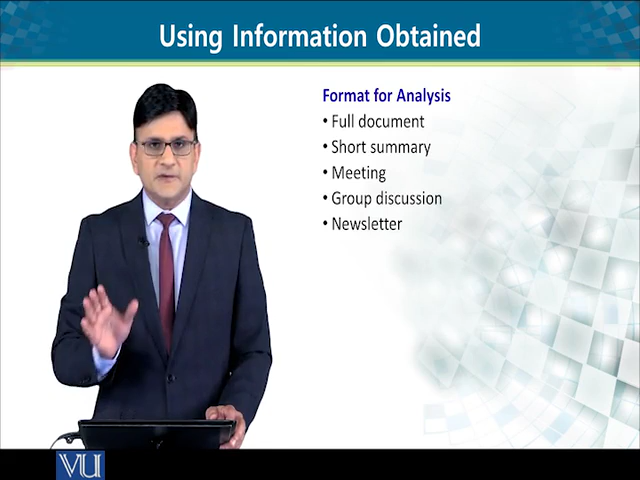 Using Information Obtained
Format for Analysis
• Full document
• Short summary
• Meeting
• Group discussion
• Newsletter
VU